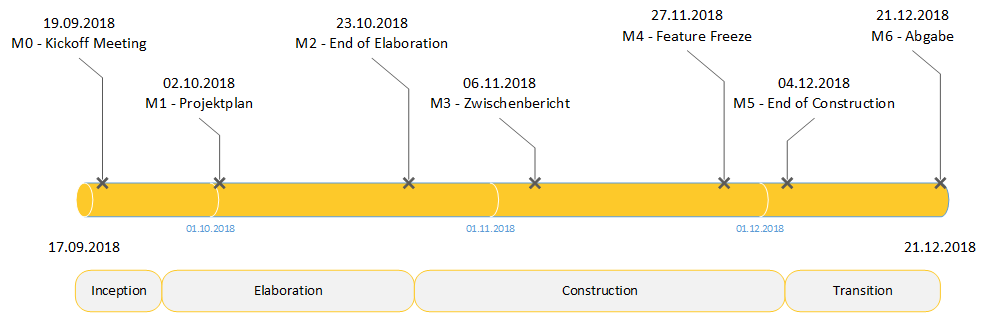 19.09.2018
M0 - Kickoff Meeting
02.10.2018
M1 - Projektplan
23.10.2018
M2 - End of Elaboration
06.11.2018
M3 - Zwischenbericht
27.11.2018
M4 - Feature Freeze
04.12.2018
M5 - End of Construction
21.12.2018
M6 - Abgabe
01.10.2018
01.11.2018
01.12.2018
17.09.2018
21.12.2018
Inception
Elaboration
Construction
Transition